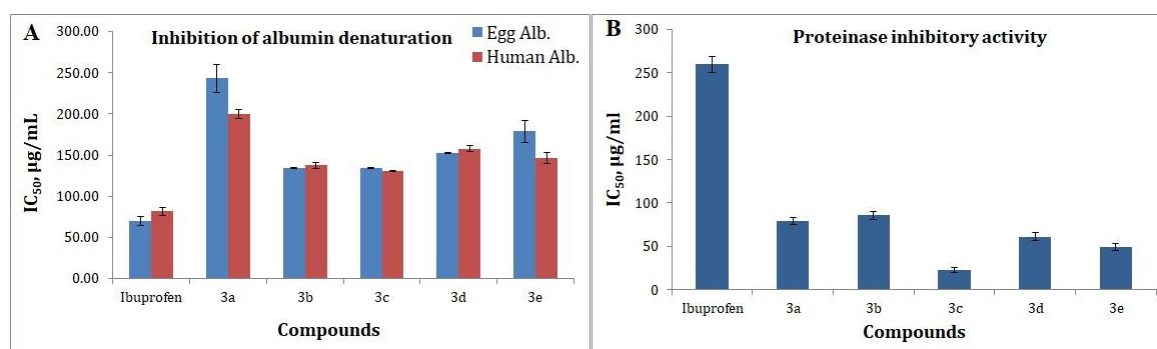 A
Inhibition of albumin denaturation
Egg Alb.
Human Alb.
IC50, µg/mL
300.00
250.00
200.00
150.00
100.00
50.00
0.00
Ibuprofen 3a 3b 3c 3d 3e
Compounds
B
Proteinase inhibitory activity
IC50, µg/ml
300
250
200
150
100
50
0
Ibuprofen 3a 3b 3c 3d 3e
Compounds